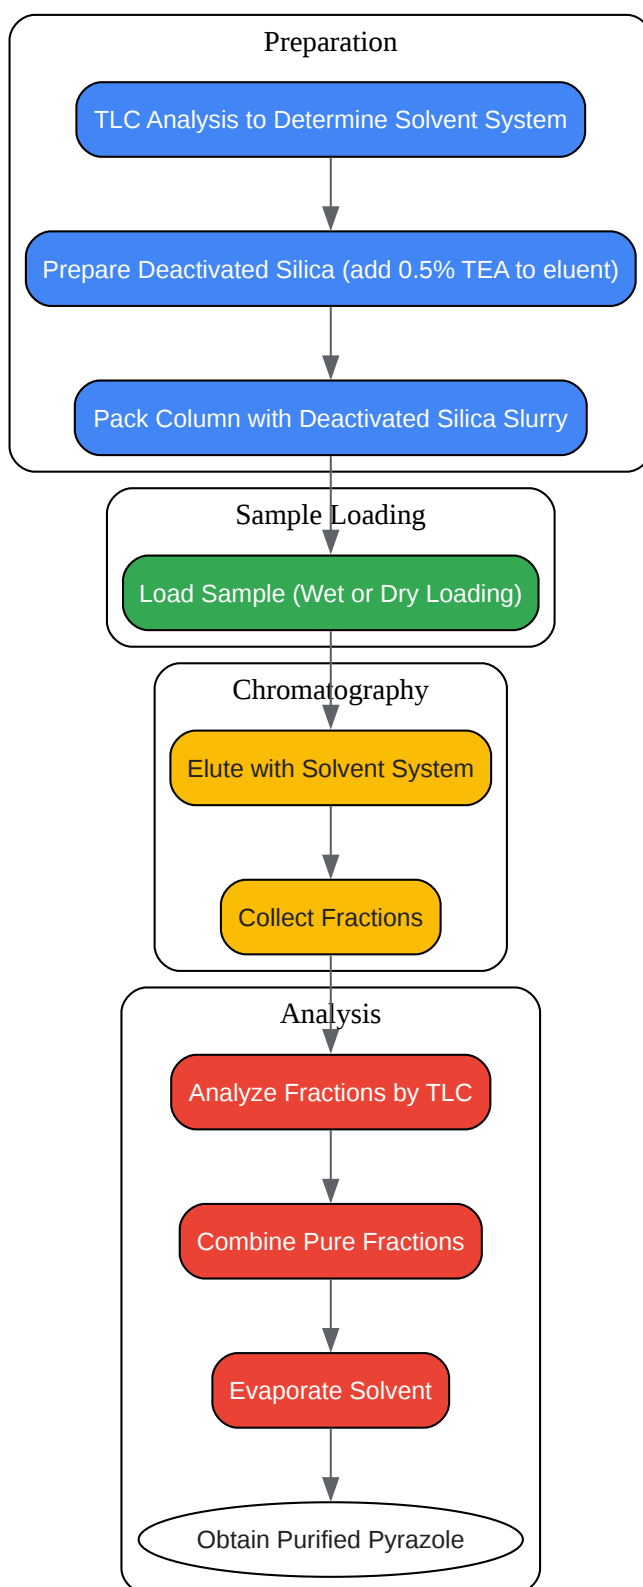 Preparation
TLC Analysis to Determine Solvent System
Prepare Deactivated Silica (add 0.5% TEA to eluent)
Pack Column with Deactivated Silica Slurry
Sample Loading
Load Sample (Wet or Dry Loading)
Chromatography
Elute with Solvent System
Collect Fractions
Analysis
Analyze Fractions by TLC
Combine Pure Fractions
Evaporate Solvent
Obtain Purified Pyrazole